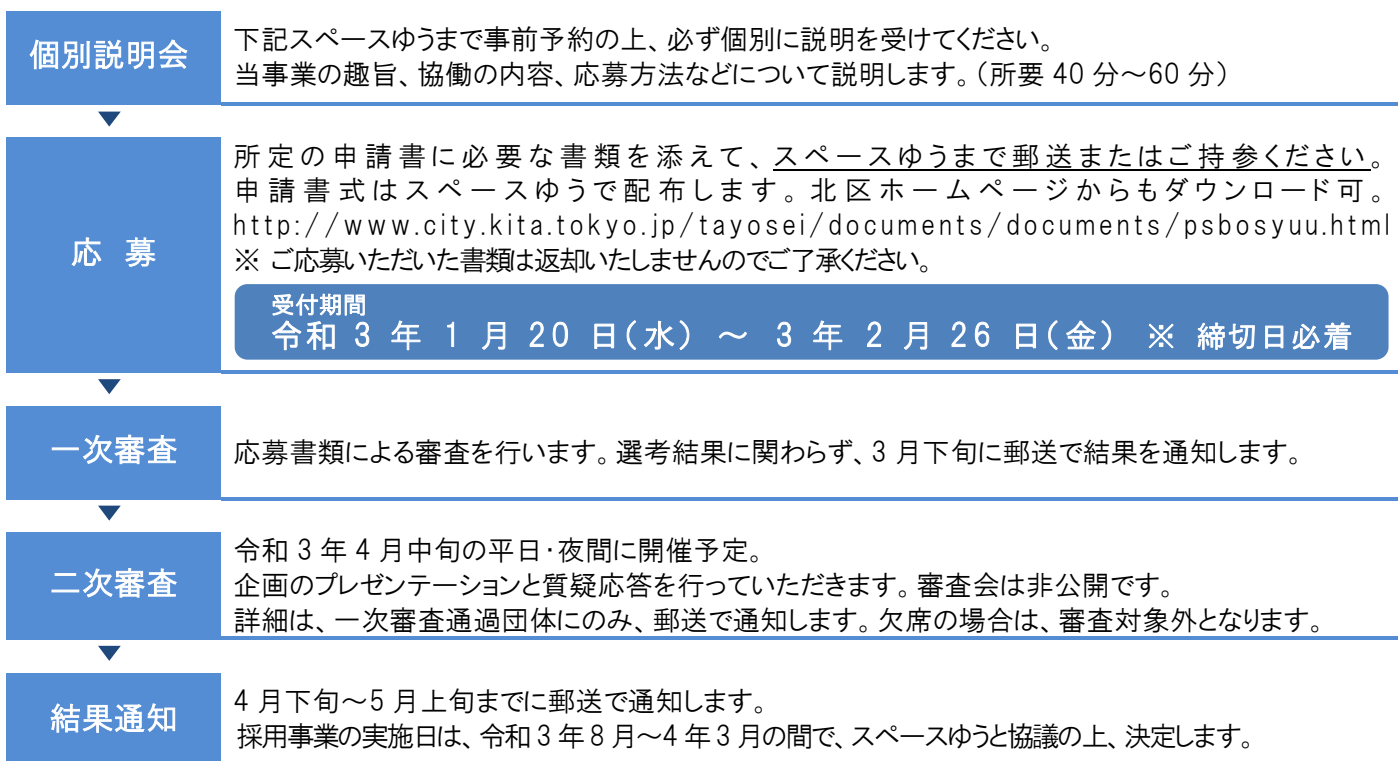 個別説明会
下記スペースゆうまで事前予約の上、必ず個別に説明を受けてください。
当事業の趣旨、協働の内容、応募方法などについて説明します。（所要 40 分～60 分）
応 募
所定の申請書に必要な書類を添えて、スペースゆうまで郵送またはご持参ください。
申請書式はスペースゆうで配布します。北区ホームページからもダウンロード可。
http://www.city.kita.tokyo.jp/tayosei/documents/documents/psbosyuu.html
※ ご応募いただいた書類は返却いたしませんのでご了承ください。
受付期間
令和 3 年 1 月 20 日（水） ～ 3 年 2 月 26 日（金） ※ 締切日必着
一次審査
応募書類による審査を行います。選考結果に関わらず、3 月下旬に郵送で結果を通知します。
二次審査
令和 3 年 4 月中旬の平日・夜間に開催予定。
企画のプレゼンテーションと質疑応答を行っていただきます。審査会は非公開です。
詳細は、一次審査通過団体にのみ、郵送で通知します。欠席の場合は、審査対象外となります。
結果通知
4 月下旬～5 月上旬までに郵送で通知します。
採用事業の実施日は、令和 3 年 8 月～4 年 3 月の間で、スペースゆうと協議の上、決定します。